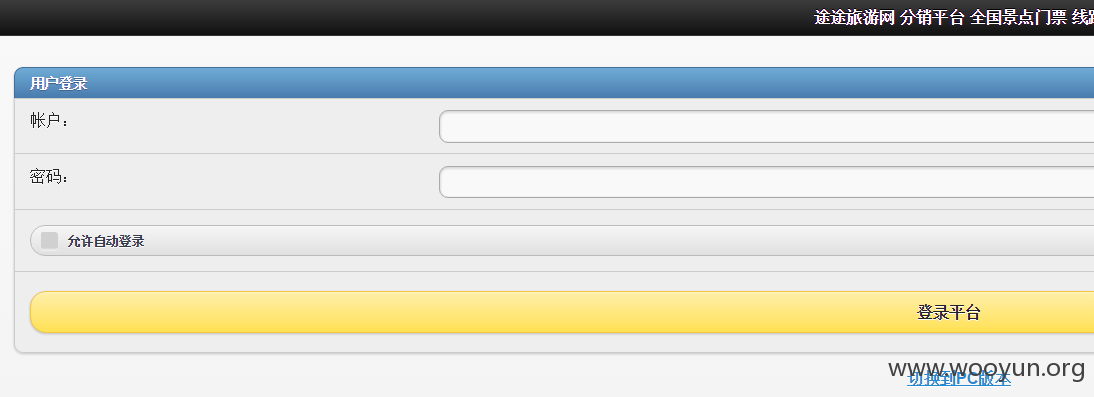 途途旅游网 分销平台 全国景点门票 线
用户登录
帐户：
密码：
允许自动登录
登录平台
www.wooyun.org
切换到PC版本